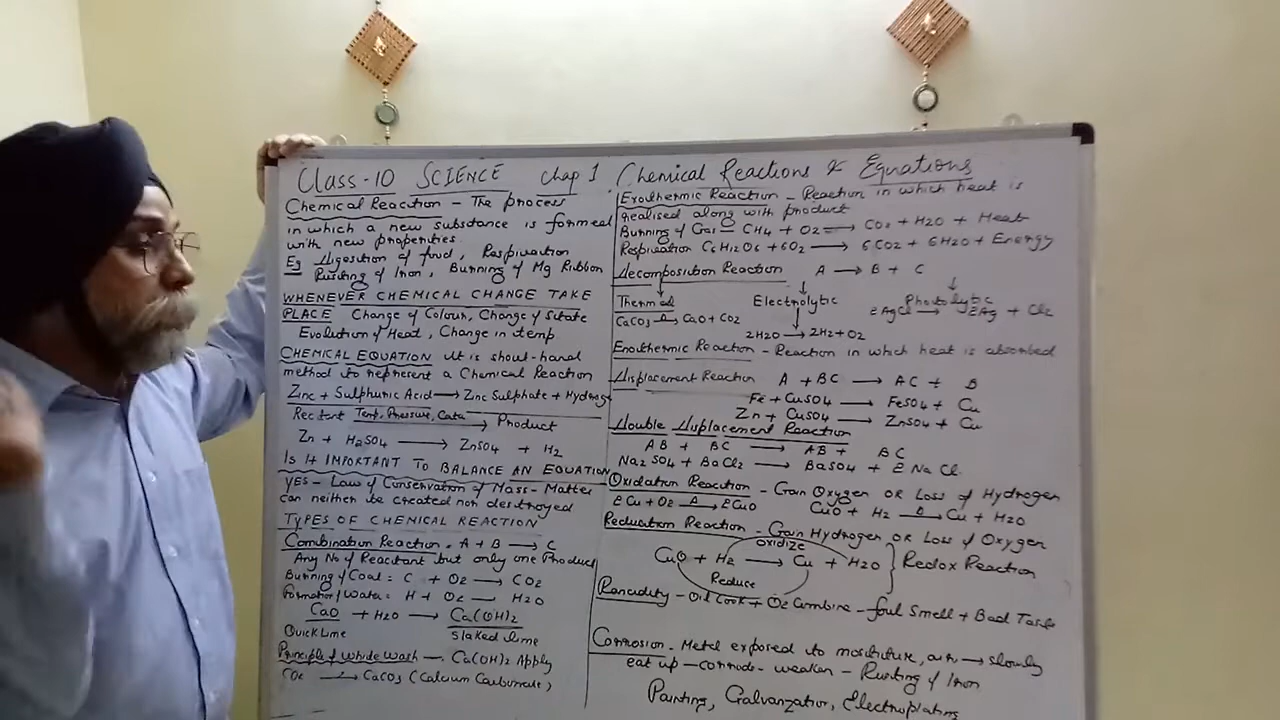 Class-10 SCIENCE Chap 1 Chemical Reactions & Equations
Chemical Reaction - The process
in which a new substance is formed
with new properties.
Eg Digestion of food, Respiration
Rusting of Iron, Burning of Mg Ribbon
WHENEVER CHEMICAL CHANGE TAKE
PLACE Change of Colour, Change of State
Evolution of Heat, Change in temp
CHEMICAL EQUATION It is short-hand
method to represent a Chemical Reaction
Zinc + Sulphuric Acid → Zinc Sulphate + Hydrogen
Rectant Temp, Pressure, Cata → Product
Zn + H2SO4 → ZnSO4 + H2
Is it IMPORTANT TO BALANCE AN EQUATION
YES - Law of Conservation of Mass - Matter
can neither be created nor destroyed
TYPES OF CHEMICAL REACTION
Combination Reaction = A + B → C
Any No of Reactant but only one Product
Burning of Coal = C + O2 → CO2
Formation of Water = H + O2 → H2O
CaO + H2O → Ca(OH)2
Quick Lime slaked lime
Principle of White Wash - Ca(OH)2 Apply
CO2 → CaCO3 (Calcium Carbonate)
Exothermic Reaction - Reaction in which heat is
realised along with product
Burning of Gas = CH4 + O2 → CO2 + H2O + Heat
Respiration C6H12O6 + 6O2 → 6CO2 + 6H2O + Energy
Decomposition Reaction A → B + C
Thermal Electrolytic Photolytic
CaCO3 Δ→ CaO + CO2 2AgCl → 2Ag + Cl2
2H2O → 2H2 + O2
Endothermic Reaction - Reaction in which heat is absorbed
Displacement Reaction A + BC → AC + B
Fe + CuSO4 → FeSO4 + Cu
Zn + CuSO4 → ZnSO4 + Cu
Double Displacement Reaction
AB + BC → AB + BC
Na2SO4 + BaCl2 → BaSO4 + 2NaCl
Oxidation Reaction - Gain Oxygen OR Loss of Hydrogen
2Cu + O2 Δ→ 2CuO CuO + H2 Δ→ Cu + H2O
Reduction Reaction - Gain Hydrogen OR Loss of Oxygen
oxidize
CuO + H2 → Cu + H2O } Redox Reaction
Reduce
Rancidity - Oil Cook + O2 Combine - foul Smell + Bad Taste
Corrosion - Metal exposed to moisture, air → slowly
eat up - corrode - weaken - Rusting of Iron
Painting, Galvanzation, Electroplating